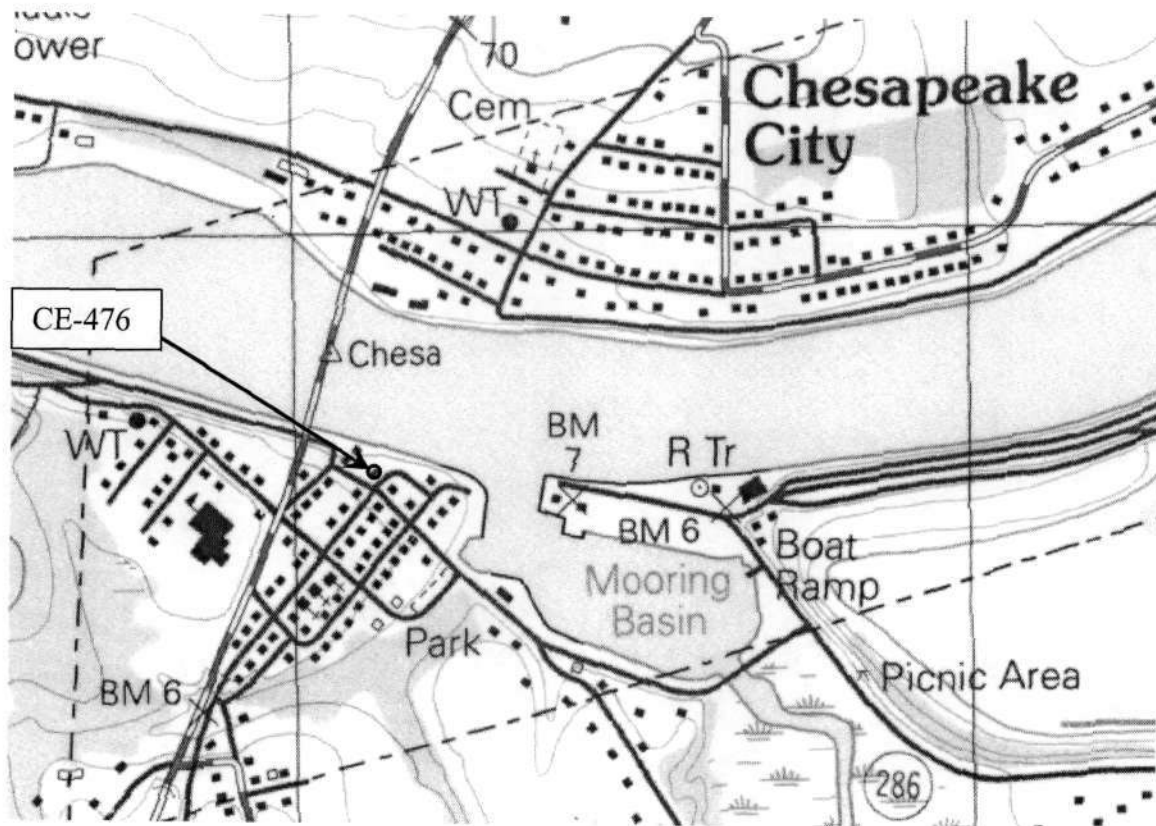 ower
70
Cem
Chesapeake
City
WT
CE-476
Chesa
WT
BM
7
R Tr
BM 6
Boat
Ramp
Mooring
Basin
Park
Picnic Area
BM 6
286